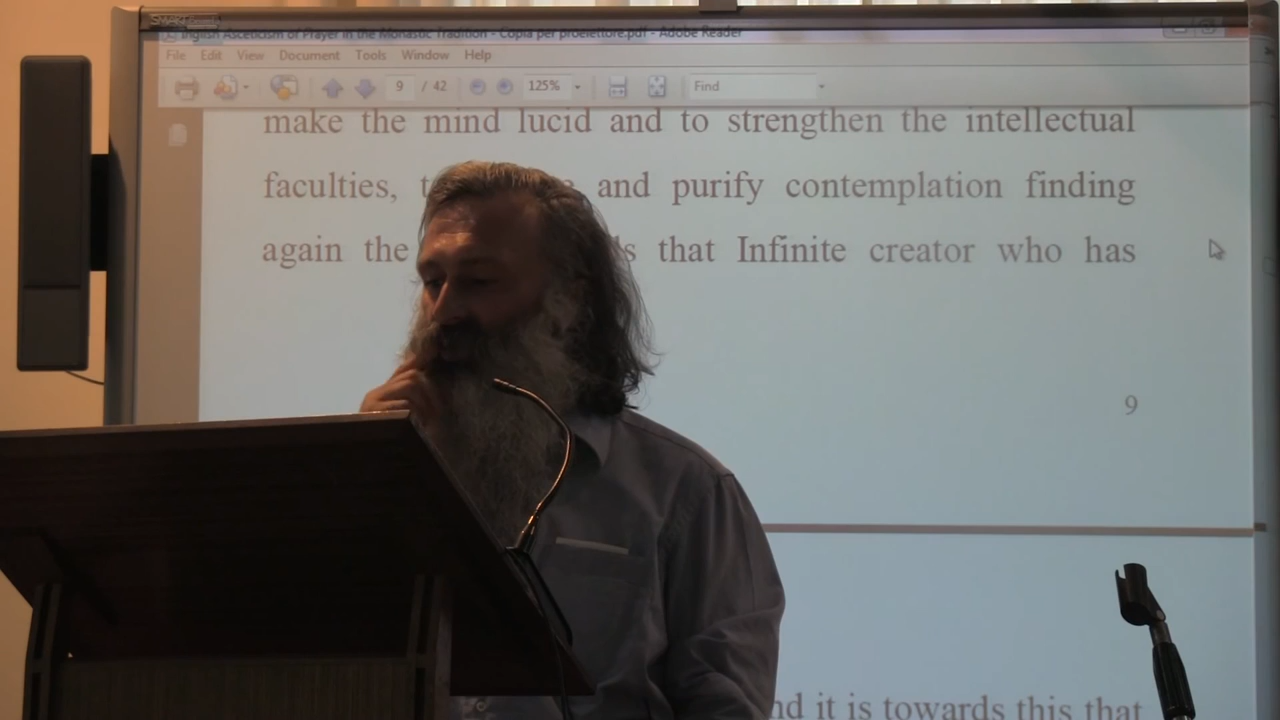 SMART
English Asceticism of Prayer in the Monastic Tradition - Copia per proiettore.pdf - Adobe Reader
File Edit View Document Tools Window Help
9 / 42 125% Find
make the mind lucid and to strengthen the intellectual
faculties, and purify contemplation finding
again the that Infinite creator who has
9
it is towards this that